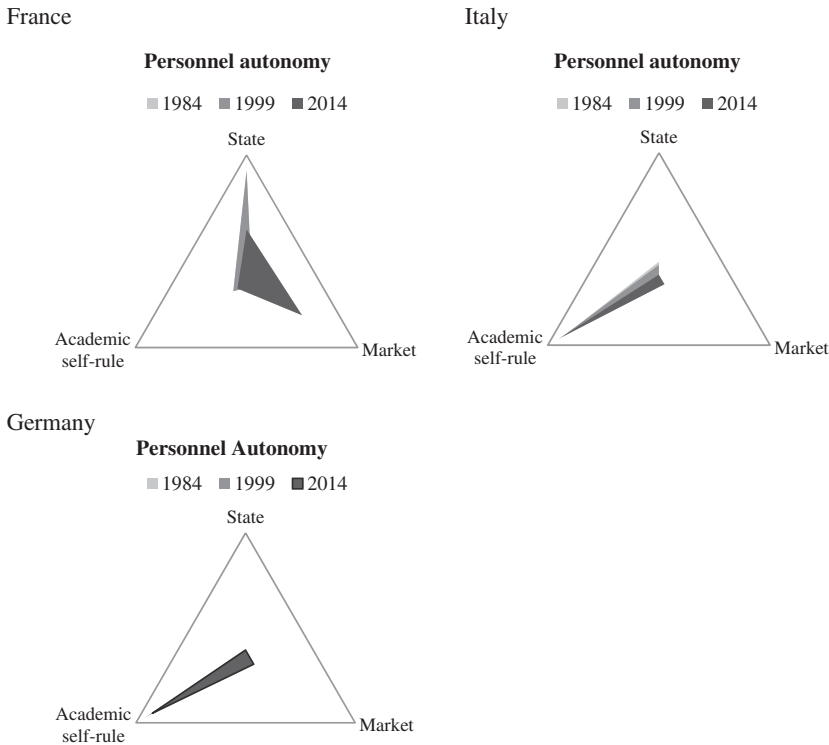 France
Personnel autonomy
1984 1999 2014
State
Academic
self-rule
Market
Italy
Personnel autonomy
1984 1999 2014
State
Academic
self-rule
Market
Germany
Personnel Autonomy
1984 1999 2014
State
Academic
self-rule
Market